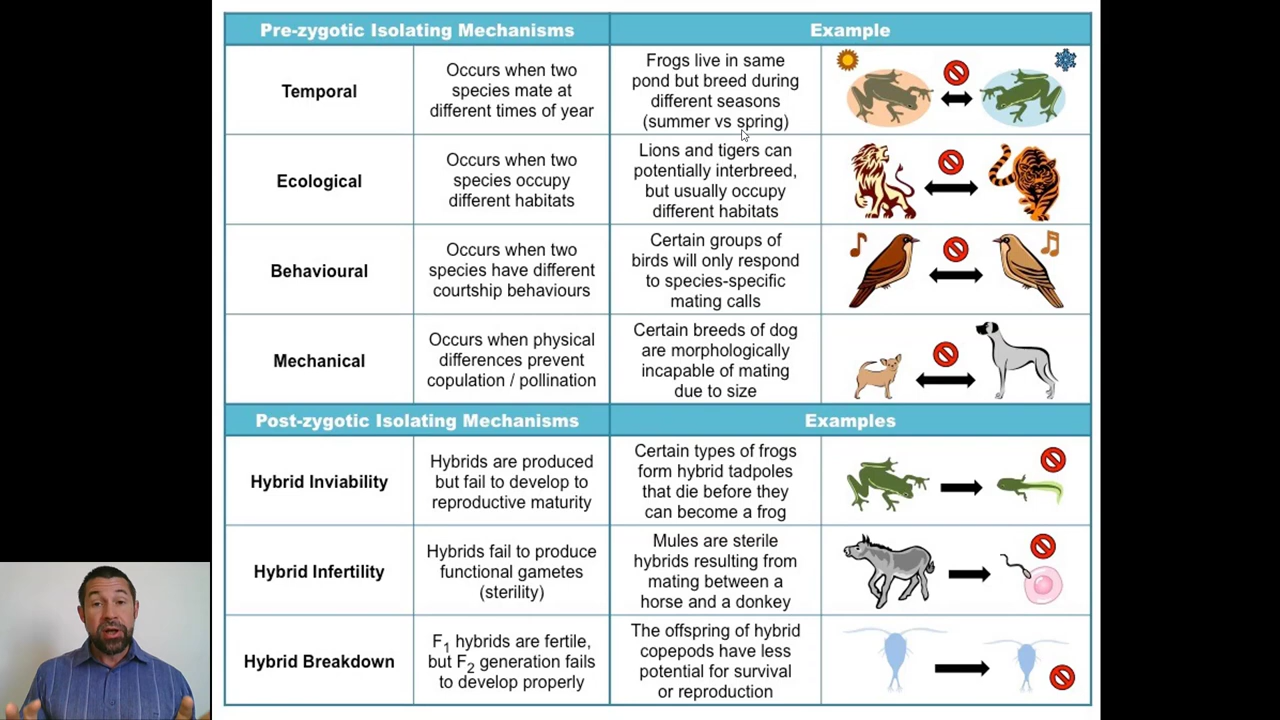 Pre-zygotic Isolating Mechanisms
Example
Temporal
Occurs when two
species mate at
different times of year
Frogs live in same
pond but breed during
different seasons
(summer vs spring)
Ecological
Occurs when two
species occupy
different habitats
Lions and tigers can
potentially interbreed,
but usually occupy
different habitats
Behavioural
Occurs when two
species have different
courtship behaviours
Certain groups of
birds will only respond
to species-specific
mating calls
Mechanical
Occurs when physical
differences prevent
copulation / pollination
Certain breeds of dog
are morphologically
incapable of mating
due to size
Post-zygotic Isolating Mechanisms
Examples
Hybrid Inviability
Hybrids are produced
but fail to develop to
reproductive maturity
Certain types of frogs
form hybrid tadpoles
that die before they
can become a frog
Hybrid Infertility
Hybrids fail to produce
functional gametes
(sterility)
Mules are sterile
hybrids resulting from
mating between a
horse and a donkey
Hybrid Breakdown
F1 hybrids are fertile,
but F2 generation fails
to develop properly
The offspring of hybrid
copepods have less
potential for survival
or reproduction